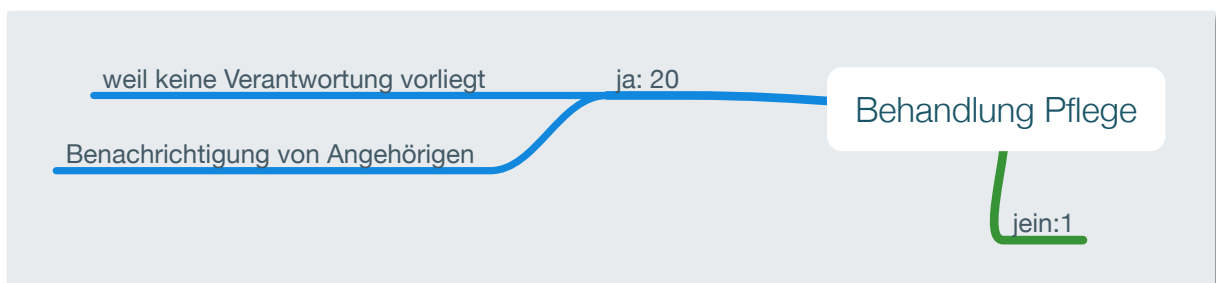 weil keine Verantwortung vorliegt
ja: 20
Behandlung Pflege
Benachrichtigung von Angehörigen
jein:1